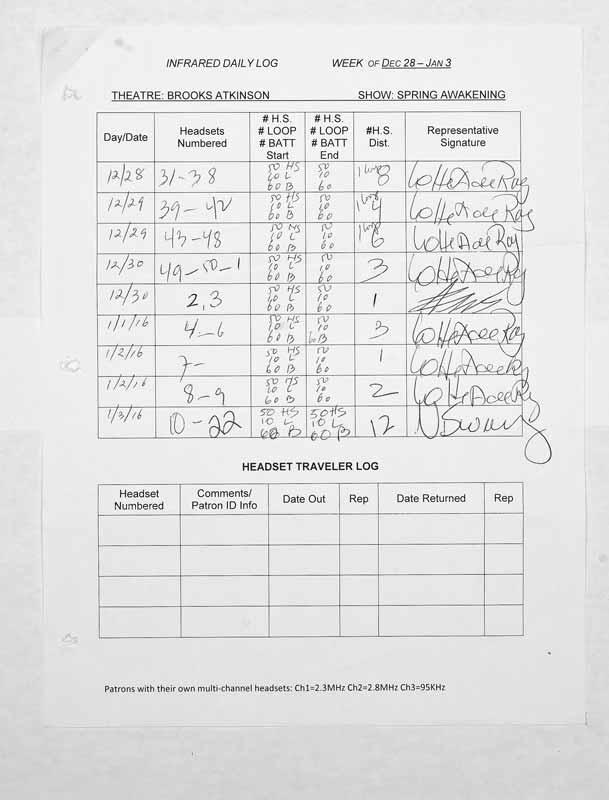 INFRARED DAILY LOG WEEK OF DEC 28 – JAN 3
THEATRE: BROOKS ATKINSON SHOW: SPRING AWAKENING
Day/Date Headsets Numbered # H.S. # LOOP # BATT Start # H.S. # LOOP # BATT End #H.S. Dist. Representative Signature
12/28 31-38 50 HS 10 L 60 B 50 10 60 1 loop 8
12/29 39-42 50 HS 10 L 60 B 50 10 60 1 loop 4
12/29 43-48 50 HS 10 L 60 B 50 10 60 1 loop 6
12/30 49-50-1 50 HS 10 L 60 B 50 10 60 3
12/30 2,3 50 HS 10 L 60 B 50 10 60 1
1/1/16 4-6 50 HS 10 L 60 B 50 10 60 B 3
1/2/16 7- 50 HS 10 L 60 B 50 10 60 1
1/2/16 8-9 50 HS 10 L 60 B 50 10 60 2
1/3/16 10-22 50 HS 10 L 60 B 50 HS 10 L 60 B 12
HEADSET TRAVELER LOG
Headset Numbered Comments/ Patron ID Info Date Out Rep Date Returned Rep
Patrons with their own multi-channel headsets: Ch1=2.3MHz Ch2=2.8MHz Ch3=95KHz